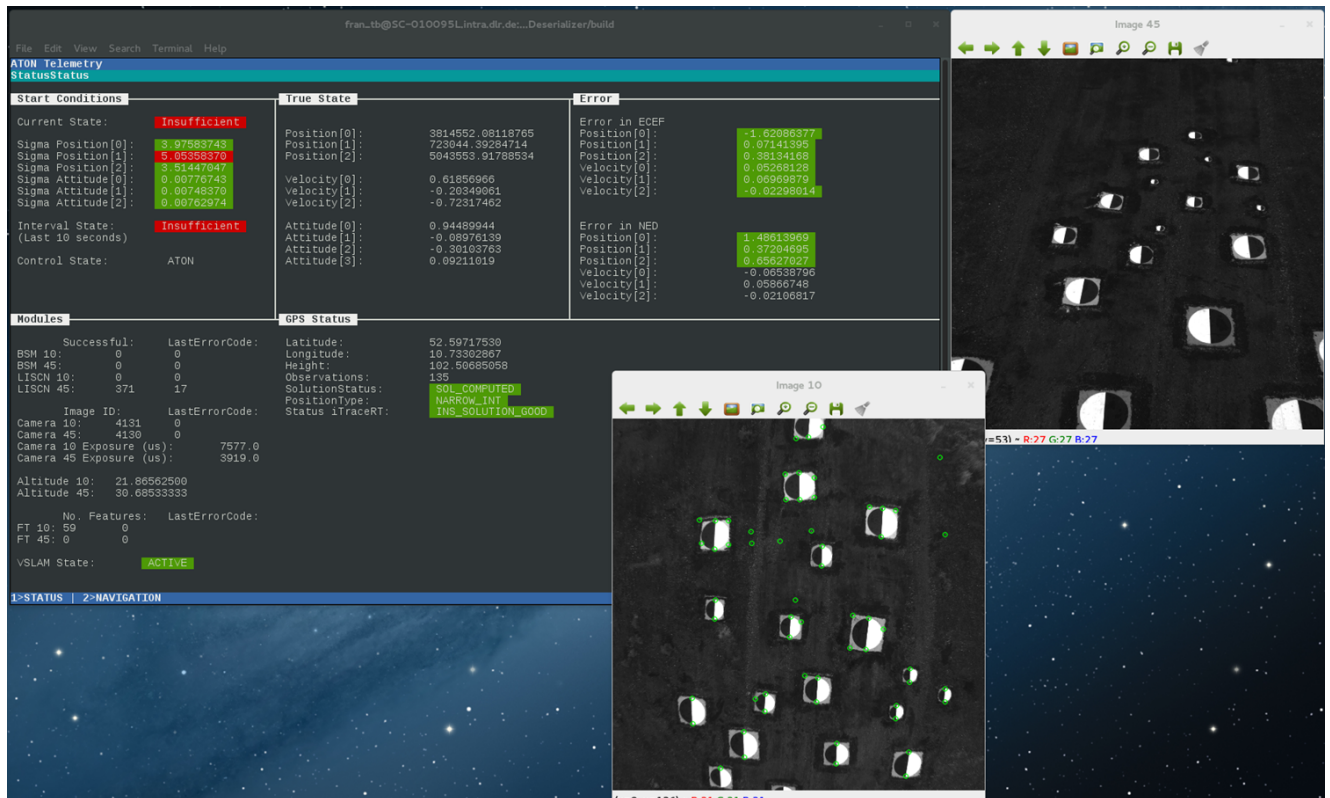 fran_tb@SC-010095L.intra.dlr.de:...Deserializer/build
File Edit View Search Terminal Help
ATON Telemetry
StatusStatus
Start Conditions
Current State: Insufficient
Sigma Position[0]: 3.97583743
Sigma Position[1]: 5.05358370
Sigma Position[2]: 3.51447047
Sigma Attitude[0]: 0.00776743
Sigma Attitude[1]: 0.00748370
Sigma Attitude[2]: 0.00762974
Interval State: Insufficient
(Last 10 seconds)
Control State: ATON
True State
Position[0]: 3814552.08118765
Position[1]: 723044.39284714
Position[2]: 5043553.91788534
Velocity[0]: 0.61856966
Velocity[1]: -0.20349061
Velocity[2]: -0.72317462
Attitude[0]: 0.94489944
Attitude[1]: -0.08976139
Attitude[2]: -0.30103763
Attitude[3]: 0.09211019
Error
Error in ECEF
Position[0]: -1.62086377
Position[1]: 0.07141395
Position[2]: 0.38134168
Velocity[0]: 0.05268128
Velocity[1]: 0.06969879
Velocity[2]: -0.02298014
Error in NED
Position[0]: 1.48613969
Position[1]: 0.37204695
Position[2]: 0.65627027
Velocity[0]: -0.06538796
Velocity[1]: 0.05866748
Velocity[2]: -0.02106817
Modules
Successful: LastErrorCode:
BSM 10: 0 0
BSM 45: 0 0
LISCN 10: 0 0
LISCN 45: 371 17
Image ID: LastErrorCode:
Camera 10: 4131 0
Camera 45: 4130 0
Camera 10 Exposure (us): 7577.0
Camera 45 Exposure (us): 3919.0
Altitude 10: 21.86562500
Altitude 45: 30.68533333
No. Features: LastErrorCode:
FT 10: 59 0
FT 45: 0 0
VSLAM State: ACTIVE
GPS Status
Latitude: 52.59717530
Longitude: 10.73302867
Height: 102.50685058
Observations: 135
SolutionStatus: SOL_COMPUTED
PositionType: NARROW_INT
Status iTraceRT: INS_SOLUTION_GOOD
1>STATUS | 2>NAVIGATION
Image 45
y=53) ~ R:27 G:27 B:27
Image 10